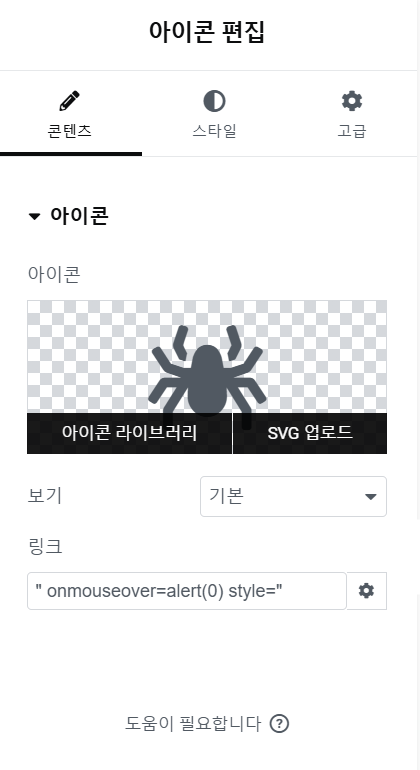 아이콘 편집
콘텐츠 스타일 고급
아이콘
아이콘
아이콘 라이브러리 SVG 업로드
보기 기본
링크
" onmouseover=alert(0) style="
도움이 필요합니다 ?